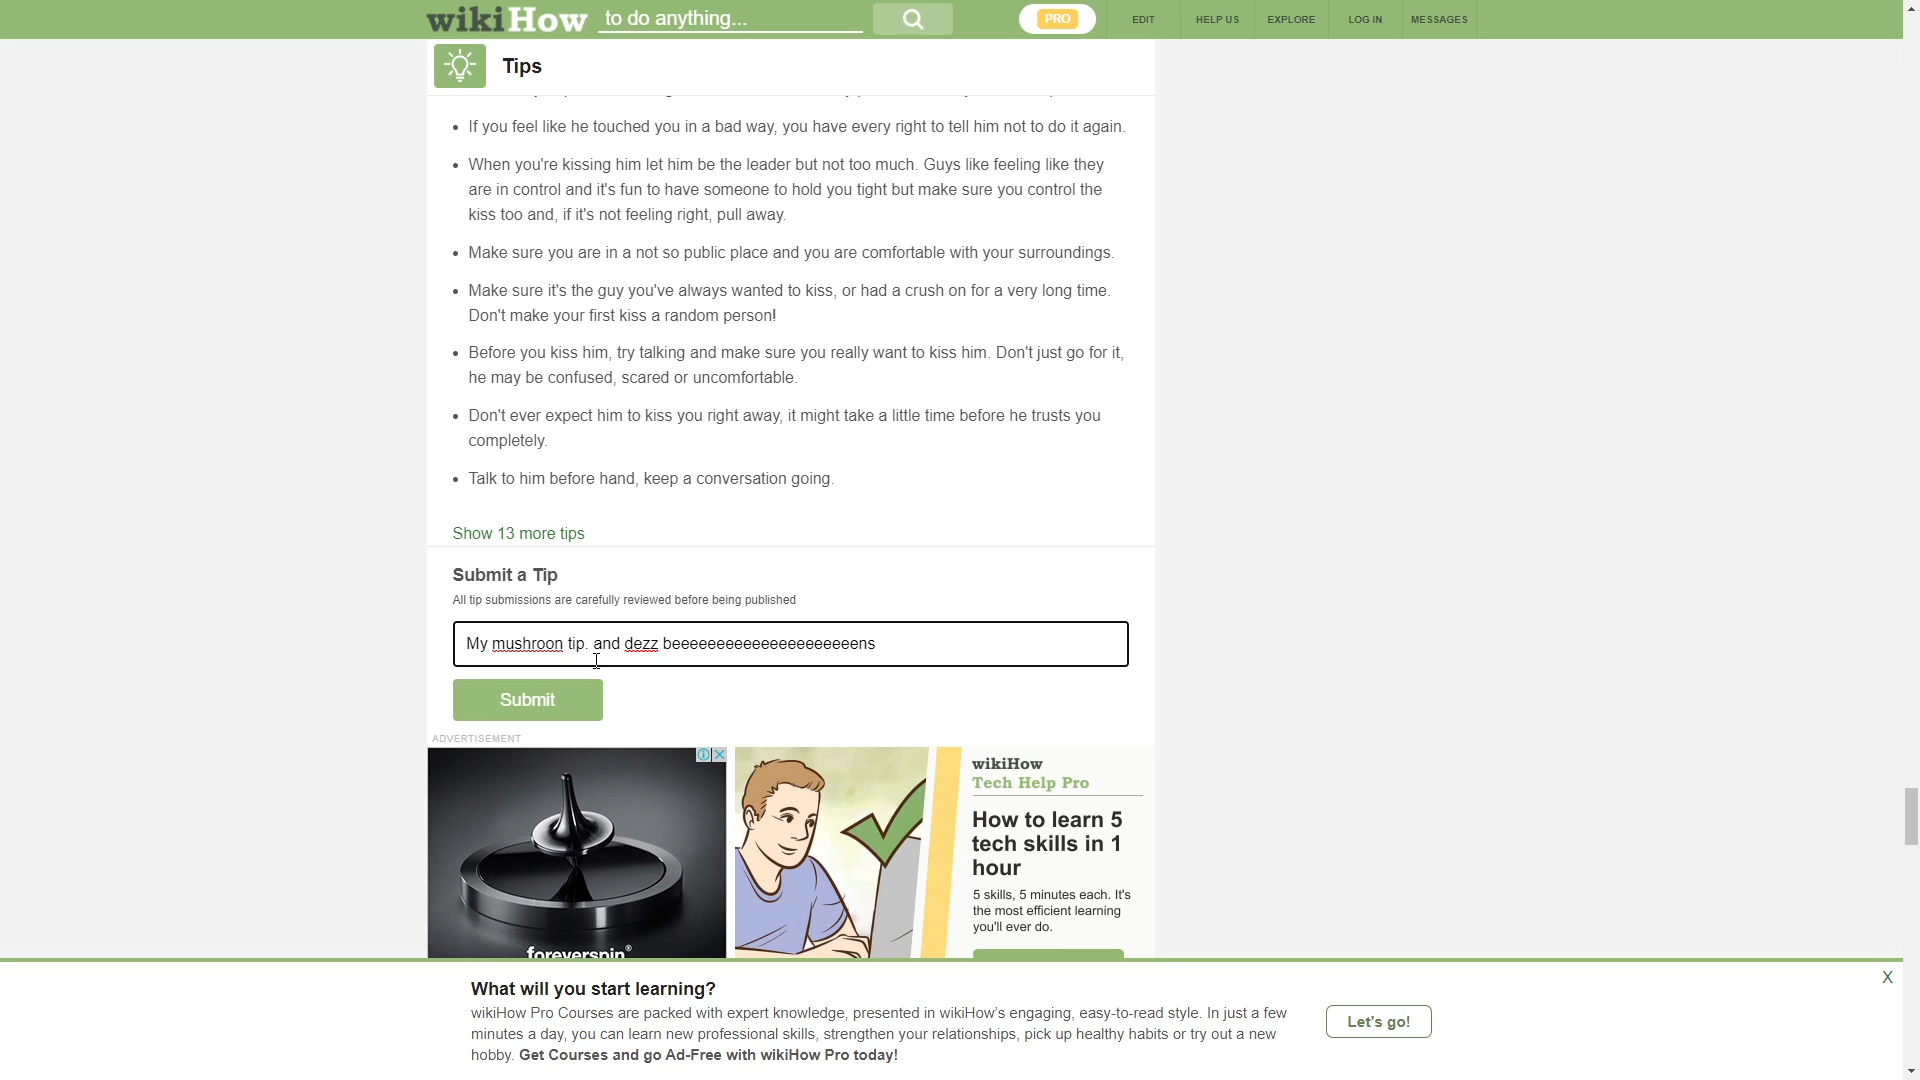 wikiHow to do anything... PRO EDIT HELP US EXPLORE LOG IN MESSAGES
Tips
• If you feel like he touched you in a bad way, you have every right to tell him not to do it again.
• When you're kissing him let him be the leader but not too much. Guys like feeling like they
are in control and it's fun to have someone to hold you tight but make sure you control the
kiss too and, if it's not feeling right, pull away.
• Make sure you are in a not so public place and you are comfortable with your surroundings.
• Make sure it's the guy you've always wanted to kiss, or had a crush on for a very long time.
Don't make your first kiss a random person!
• Before you kiss him, try talking and make sure you really want to kiss him. Don't just go for it,
he may be confused, scared or uncomfortable.
• Don't ever expect him to kiss you right away, it might take a little time before he trusts you
completely.
• Talk to him before hand, keep a conversation going.
Show 13 more tips
Submit a Tip
All tip submissions are carefully reviewed before being published
My mushroon tip. and dezz beeeeeeeeeeeeeeeeeeeens
Submit
ADVERTISEMENT
foreverspin®
wikiHow
Tech Help Pro
How to learn 5
tech skills in 1
hour
5 skills, 5 minutes each. It's
the most efficient learning
you'll ever do.
What will you start learning?
X
wikiHow Pro Courses are packed with expert knowledge, presented in wikiHow's engaging, easy-to-read style. In just a few
minutes a day, you can learn new professional skills, strengthen your relationships, pick up healthy habits or try out a new
hobby. Get Courses and go Ad-Free with wikiHow Pro today!
Let's go!